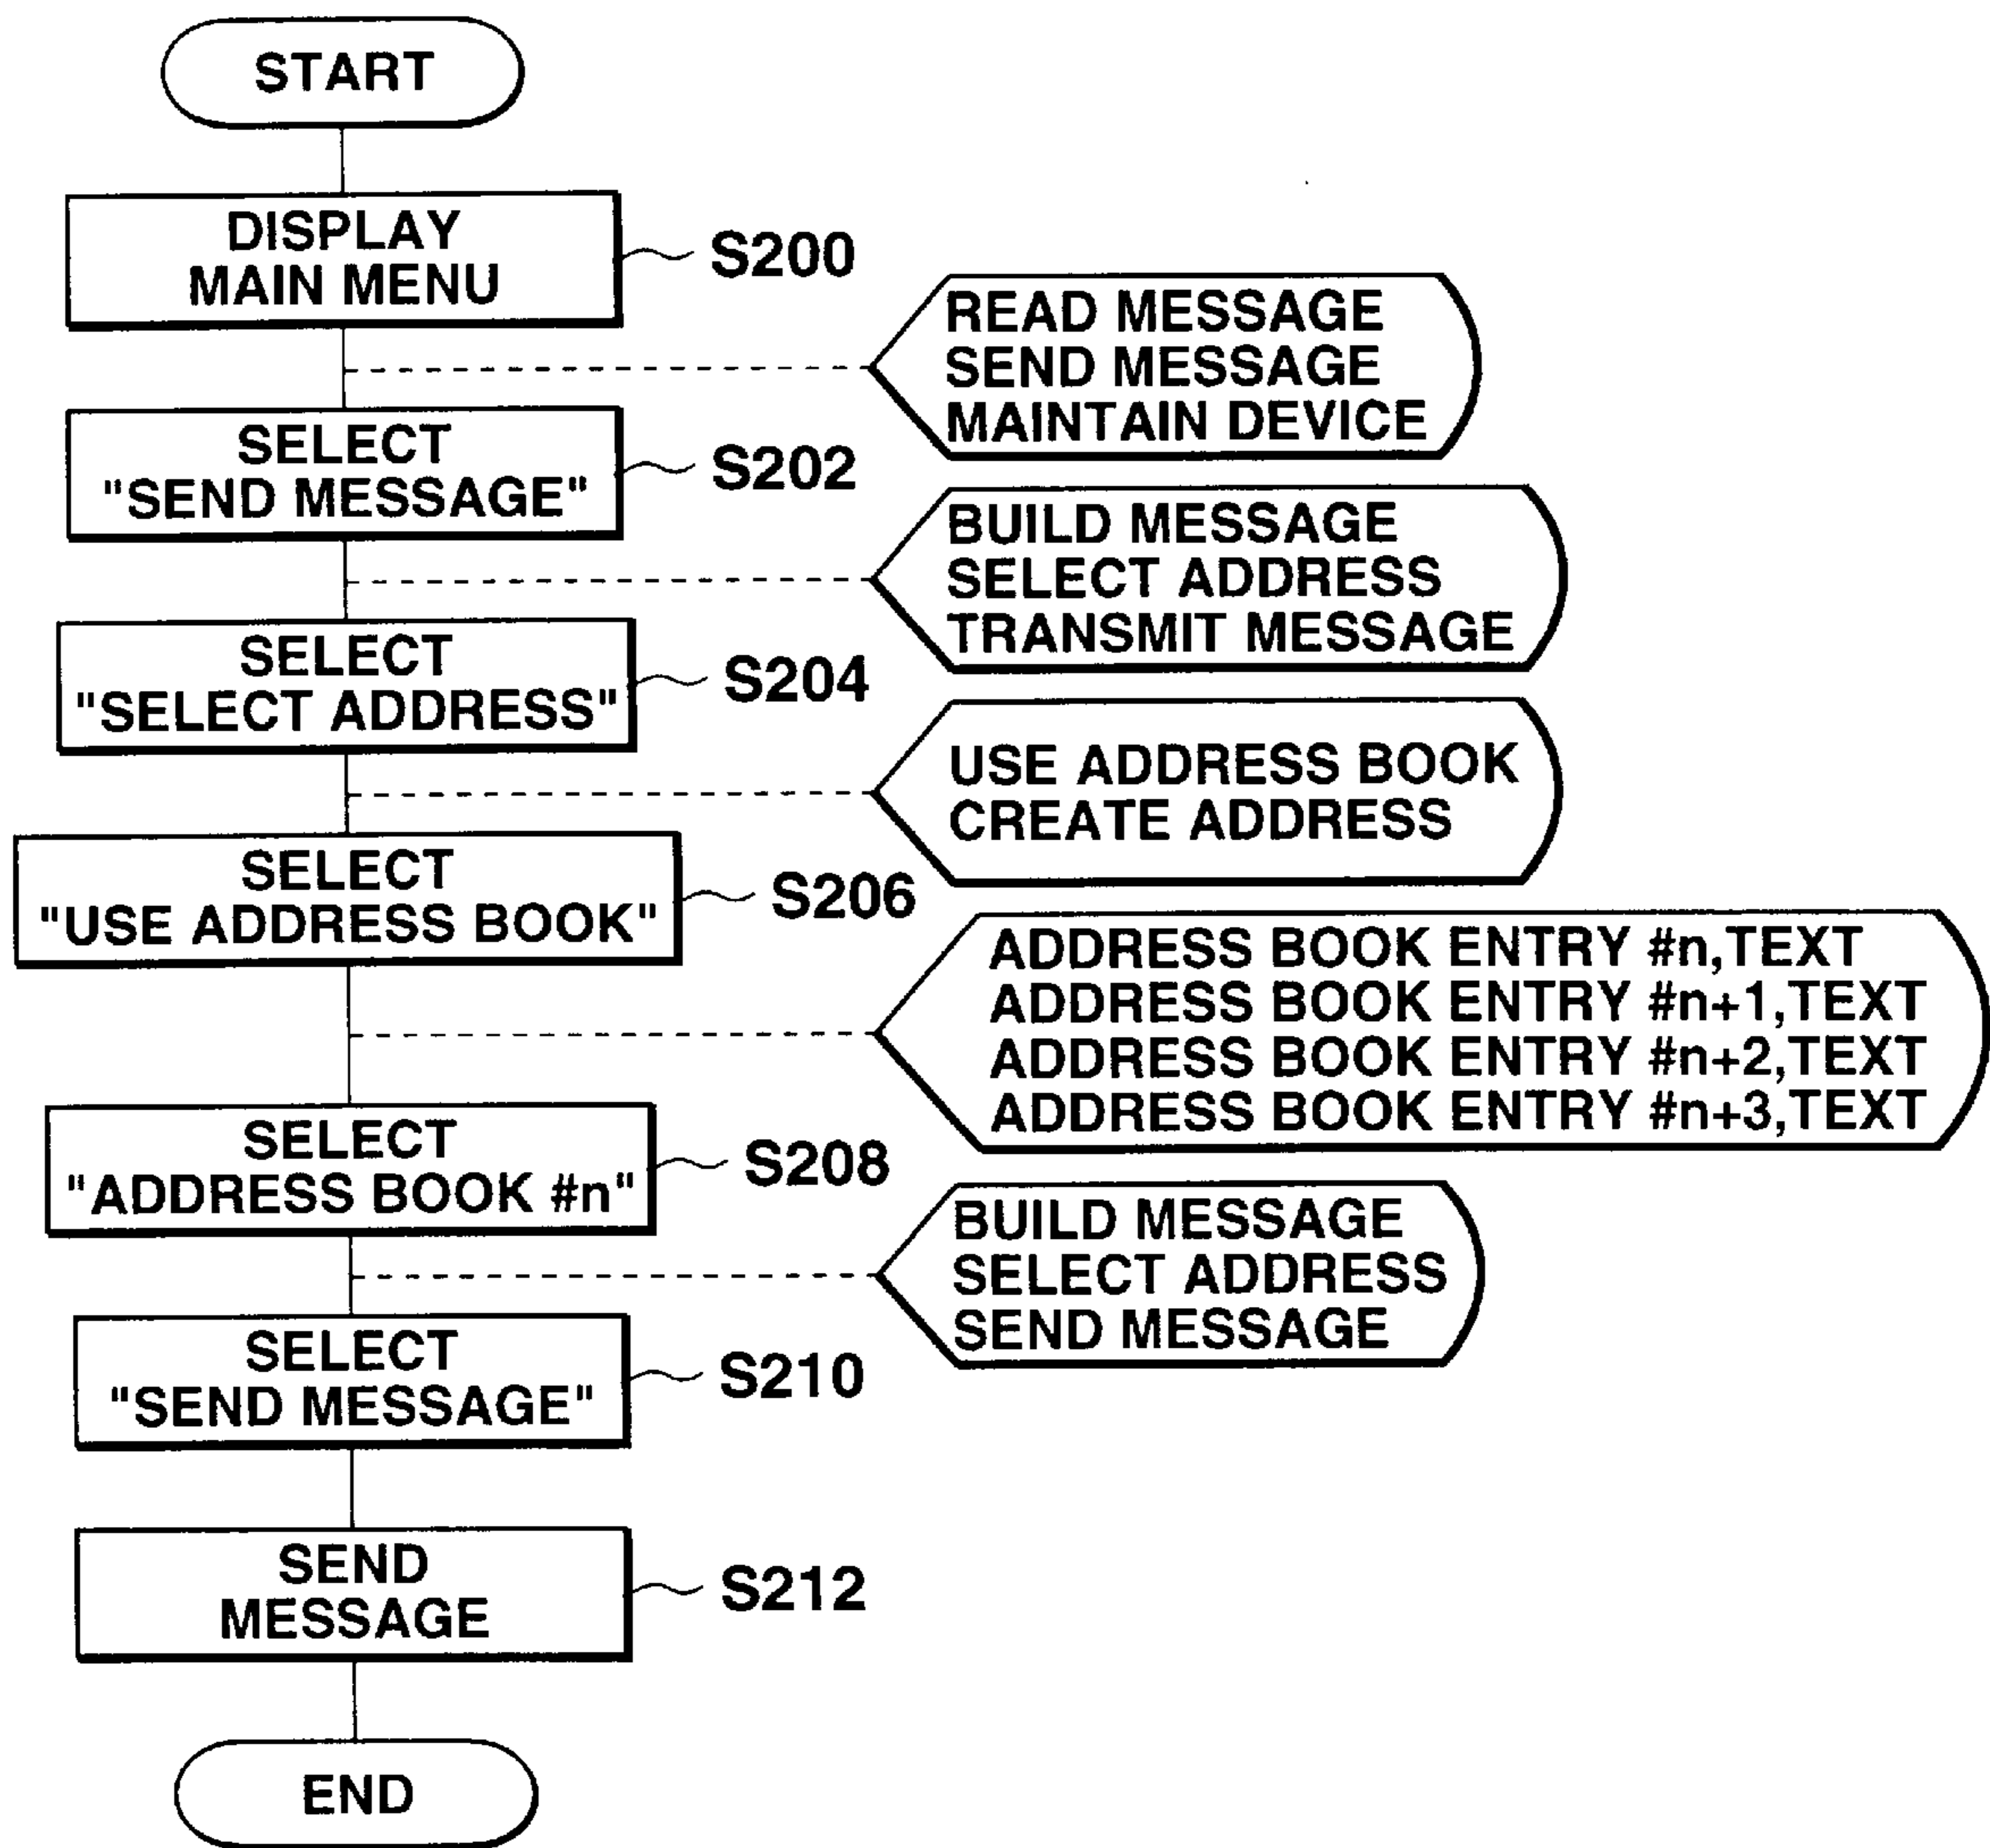 START
DISPLAY
MAIN MENU
S200
READ MESSAGE
SEND MESSAGE
MAINTAIN DEVICE
SELECT
"SEND MESSAGE"
S202
BUILD MESSAGE
SELECT ADDRESS
TRANSMIT MESSAGE
SELECT
"SELECT ADDRESS"
S204
USE ADDRESS BOOK
CREATE ADDRESS
SELECT
"USE ADDRESS BOOK"
S206
ADDRESS BOOK ENTRY #n,TEXT
ADDRESS BOOK ENTRY #n+1,TEXT
ADDRESS BOOK ENTRY #n+2,TEXT
ADDRESS BOOK ENTRY #n+3,TEXT
SELECT
"ADDRESS BOOK #n"
S208
BUILD MESSAGE
SELECT ADDRESS
SEND MESSAGE
SELECT
"SEND MESSAGE"
S210
SEND
MESSAGE
S212
END